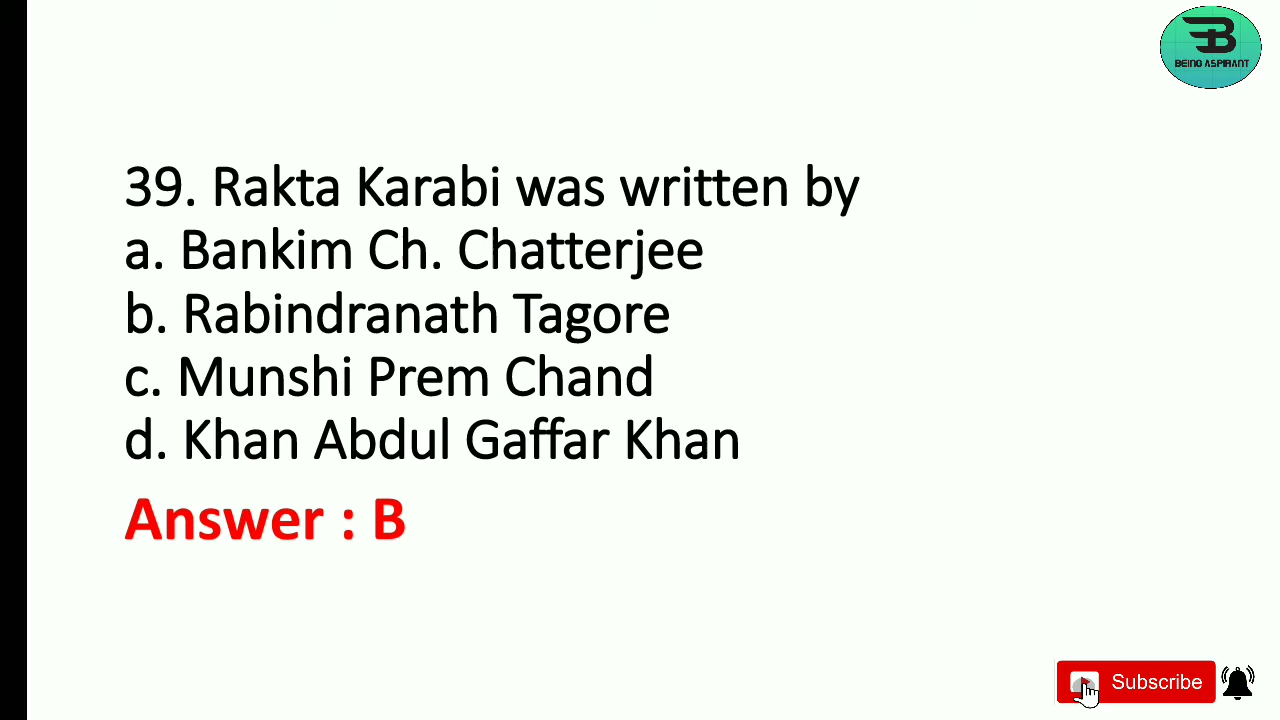 BEING ASPIRANT
39. Rakta Karabi was written by
a. Bankim Ch. Chatterjee
b. Rabindranath Tagore
c. Munshi Prem Chand
d. Khan Abdul Gaffar Khan
Answer : B
Subscribe